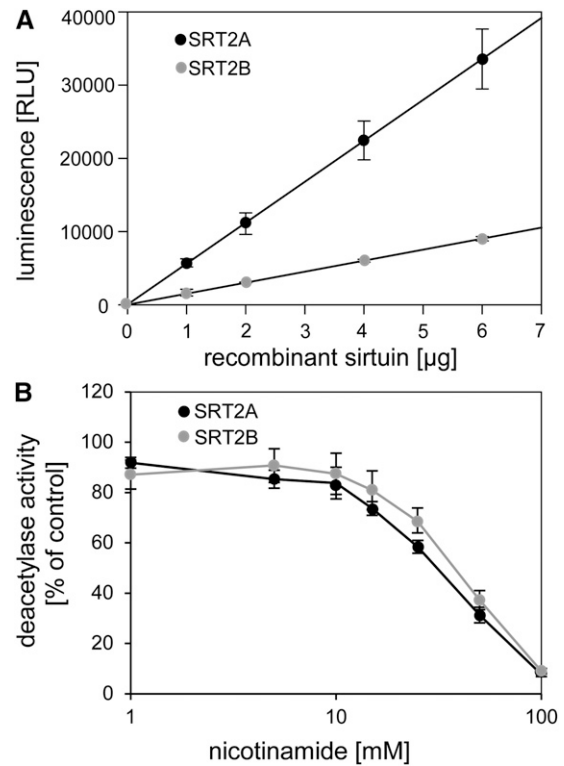 A
luminescence [RLU]
40000
30000
20000
10000
0
SRT2A
SRT2B
0 1 2 3 4 5 6 7
recombinant sirtuin [µg]
B
deacetylase activity
[% of control]
120
100
80
60
40
20
0
SRT2A
SRT2B
1 10 100
nicotinamide [mM]